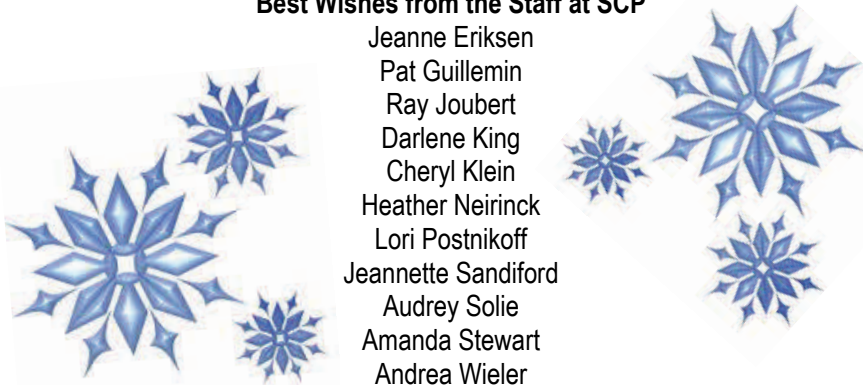 Best Wishes from the Staff at SCP
Jeanne Eriksen
Pat Guillemin
Ray Joubert
Darlene King
Cheryl Klein
Heather Neirinck
Lori Postnikoff
Jeannette Sandiford
Audrey Solie
Amanda Stewart
Andrea Wieler